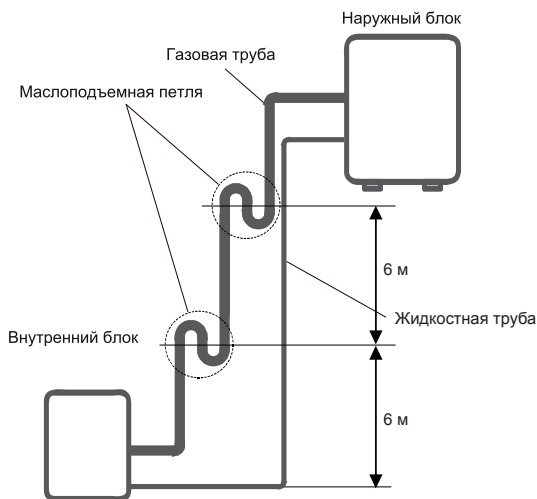 Наружный блок
Газовая труба
Маслоподъемная петля
6 м
Жидкостная труба
Внутренний блок
6 м